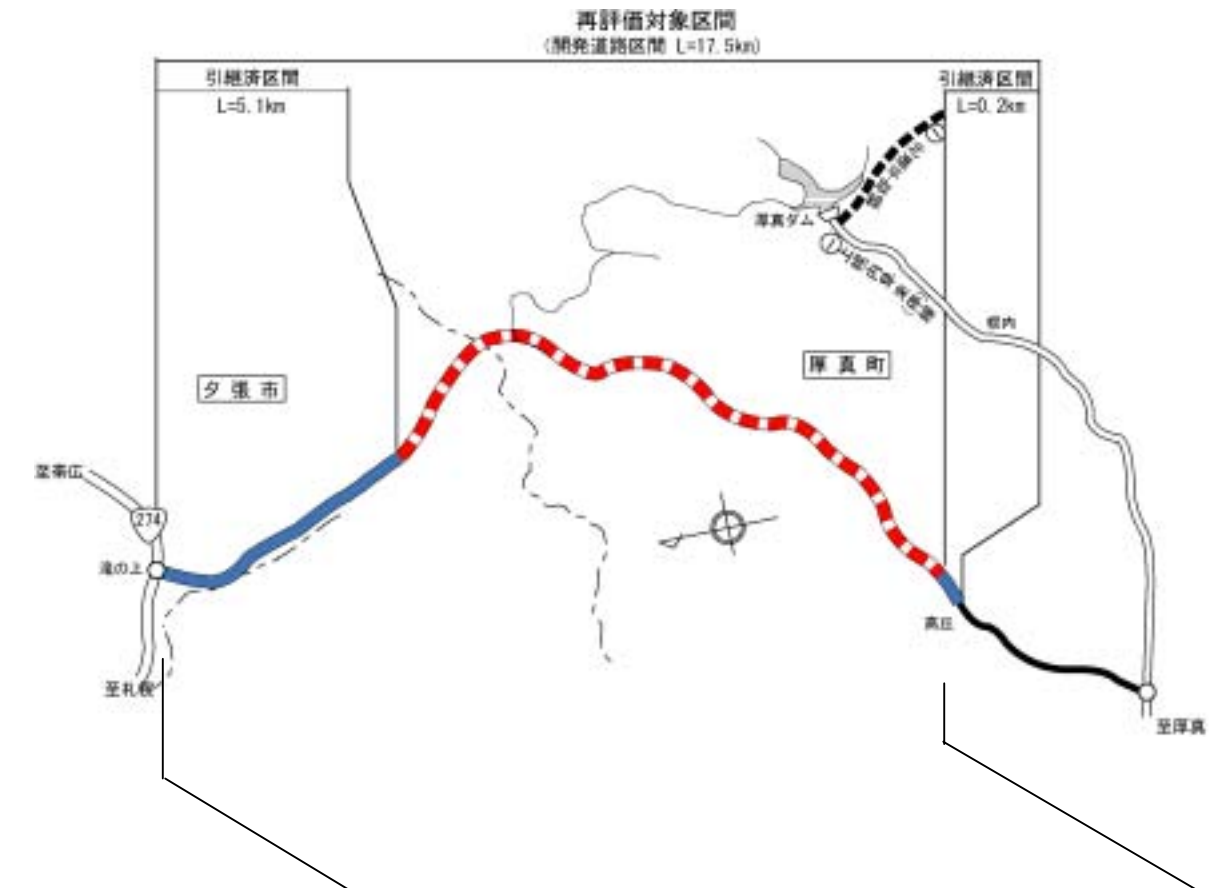 再評価対象区間
(開発道路区間 L=17.5km)
引継済区間
L=5.1km
引継済区間
L=0.2km
厚真ダム
幌内
厚真町
夕張市
至帯広
274
滝の上
高丘
至札幌
至厚真